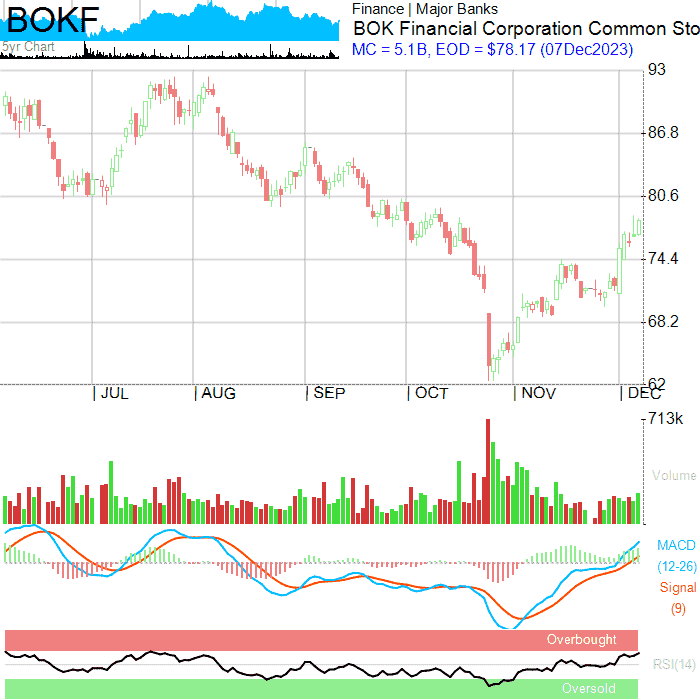 BOKF
5yr Chart
Finance | Major Banks
BOK Financial Corporation Common Sto
MC = 5.1B, EOD = $78.17 (07Dec2023)
93
86.8
80.6
74.4
68.2
62
| JUL | AUG | SEP | OCT | NOV | DEC
713k
Volume
MACD
(12-26)
Signal
(9)
Overbought
RSI(14)
Oversold